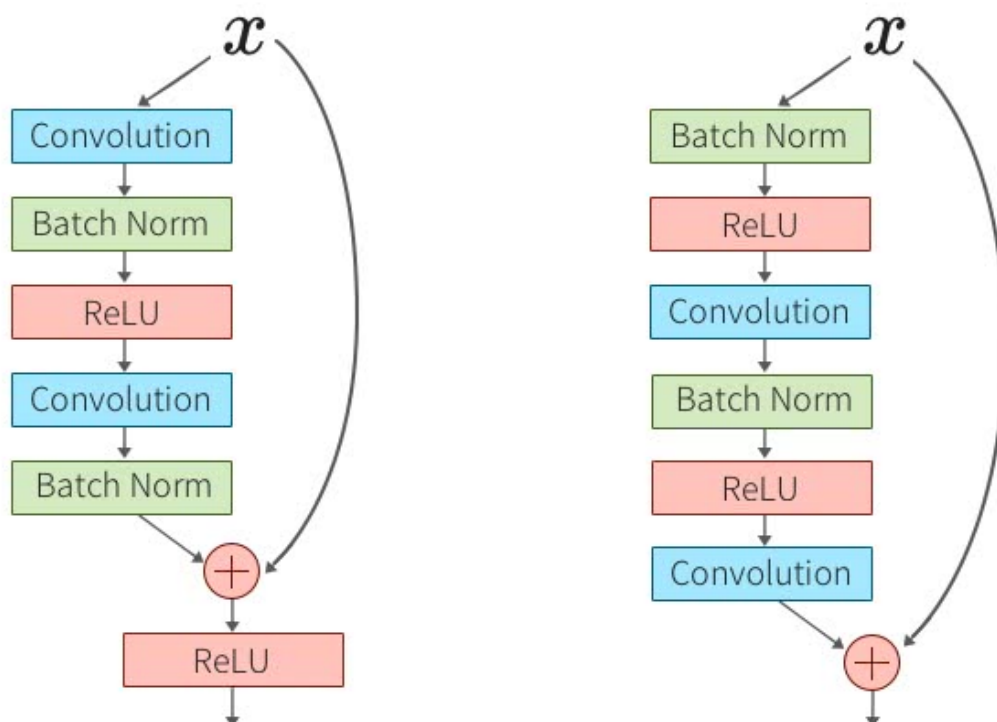 x
Convolution
Batch Norm
ReLU
Convolution
Batch Norm
+
ReLU
x
Batch Norm
ReLU
Convolution
Batch Norm
ReLU
Convolution
+